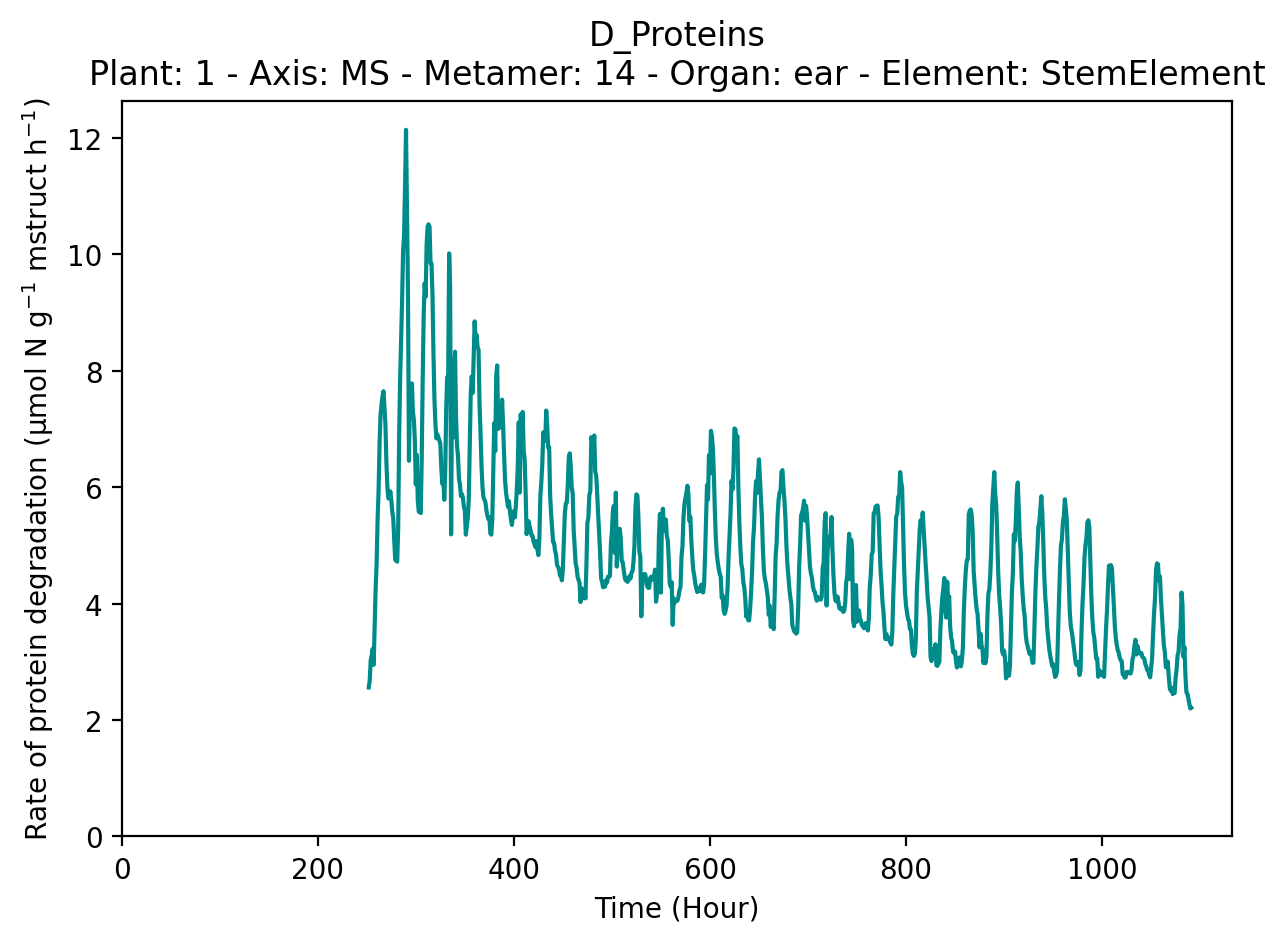 D_Proteins
Plant: 1 - Axis: MS - Metamer: 14 - Organ: ear - Element: StemElement
Rate of protein degradation (µmol N g⁻¹ mstruct h⁻¹)
12
10
8
6
4
2
0
0 200 400 600 800 1000
Time (Hour)